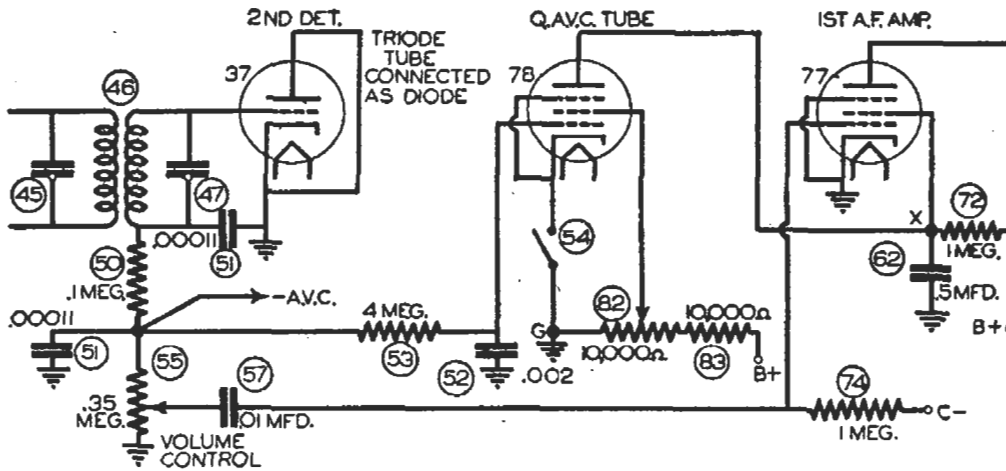 2ND DET.
Q.A.V.C. TUBE
1ST A.F. AMP.
TRIODE
TUBE
CONNECTED
AS DIODE
37
78
77
46
45
47
.00011
51
50
.1 MEG.
-A.V.C.
.00011
51
55
.35
MEG.
VOLUME
CONTROL
57
.01 MFD.
4 MEG.
53
52
.002
54
G
82
10,000Ω
10,000Ω
83
B+
X
72
1 MEG.
62
.5 MFD.
B+
74
1 MEG.
C-